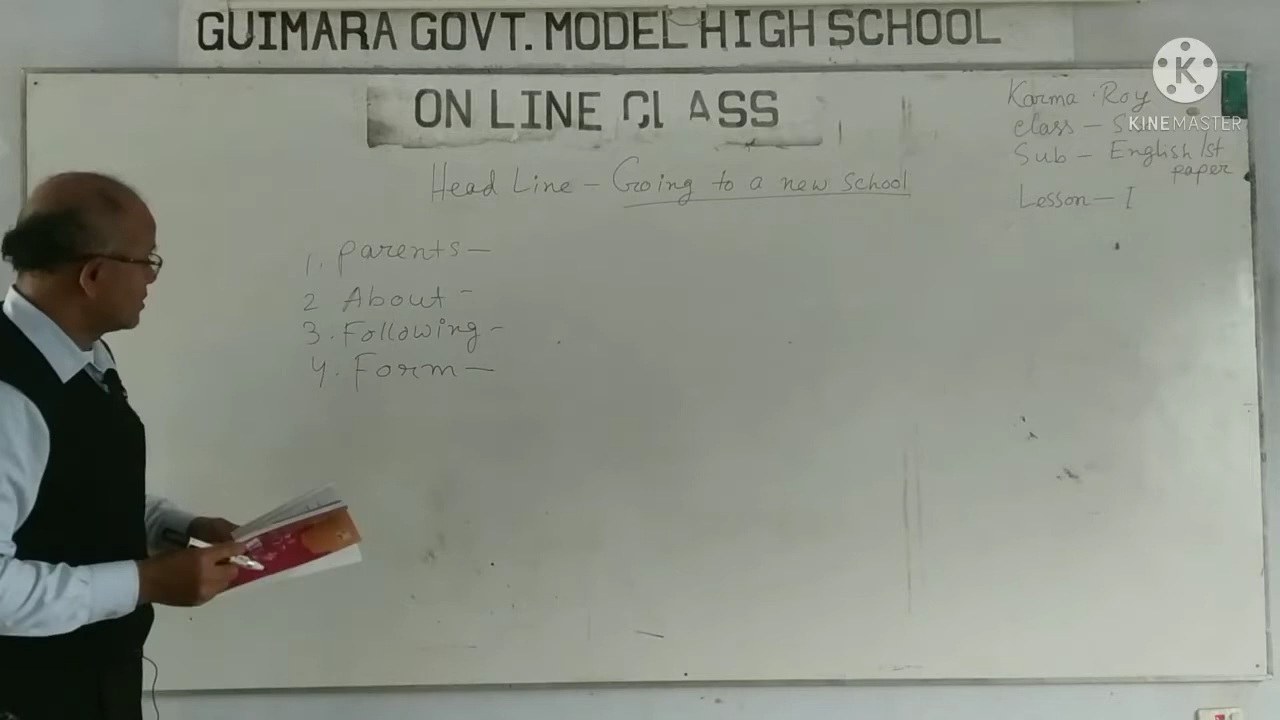 GUIMARA GOVT. MODEL HIGH SCHOOL
ON LINE CLASS
Head Line - Going to a new school
1. Parents -
2 About -
3. Following -
4. Form -
Karma Roy
class -
Sub - English 1st
paper
Lesson - I
K
KINEMASTER